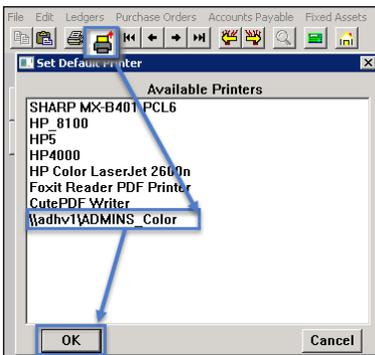 File Edit Ledgers Purchase Orders Accounts Payable Fixed Assets
Set Default Printer
Available Printers
SHARP MX-B401 PCL6
HP_8100
HP5
HP4000
HP Color LaserJet 2600n
Foxit Reader PDF Printer
CutePDF Writer
\\adhv1\ADMINS_Color
OK Cancel